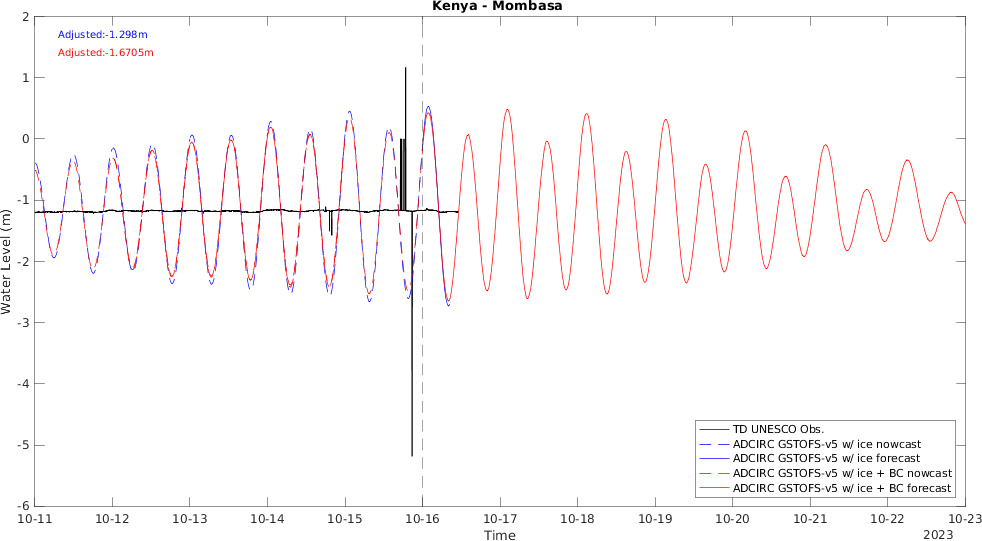 Kenya - Mombasa
Adjusted:-1.298m
Adjusted:-1.6705m
2
1
0
-1
-2
-3
-4
-5
-6
Water Level (m)
TD UNESCO Obs.
ADCIRC GSTOFS-v5 w/ ice nowcast
ADCIRC GSTOFS-v5 w/ ice forecast
ADCIRC GSTOFS-v5 w/ ice + BC nowcast
ADCIRC GSTOFS-v5 w/ ice + BC forecast
10-11 10-12 10-13 10-14 10-15 10-16 10-17 10-18 10-19 10-20 10-21 10-22 10-23
Time
2023